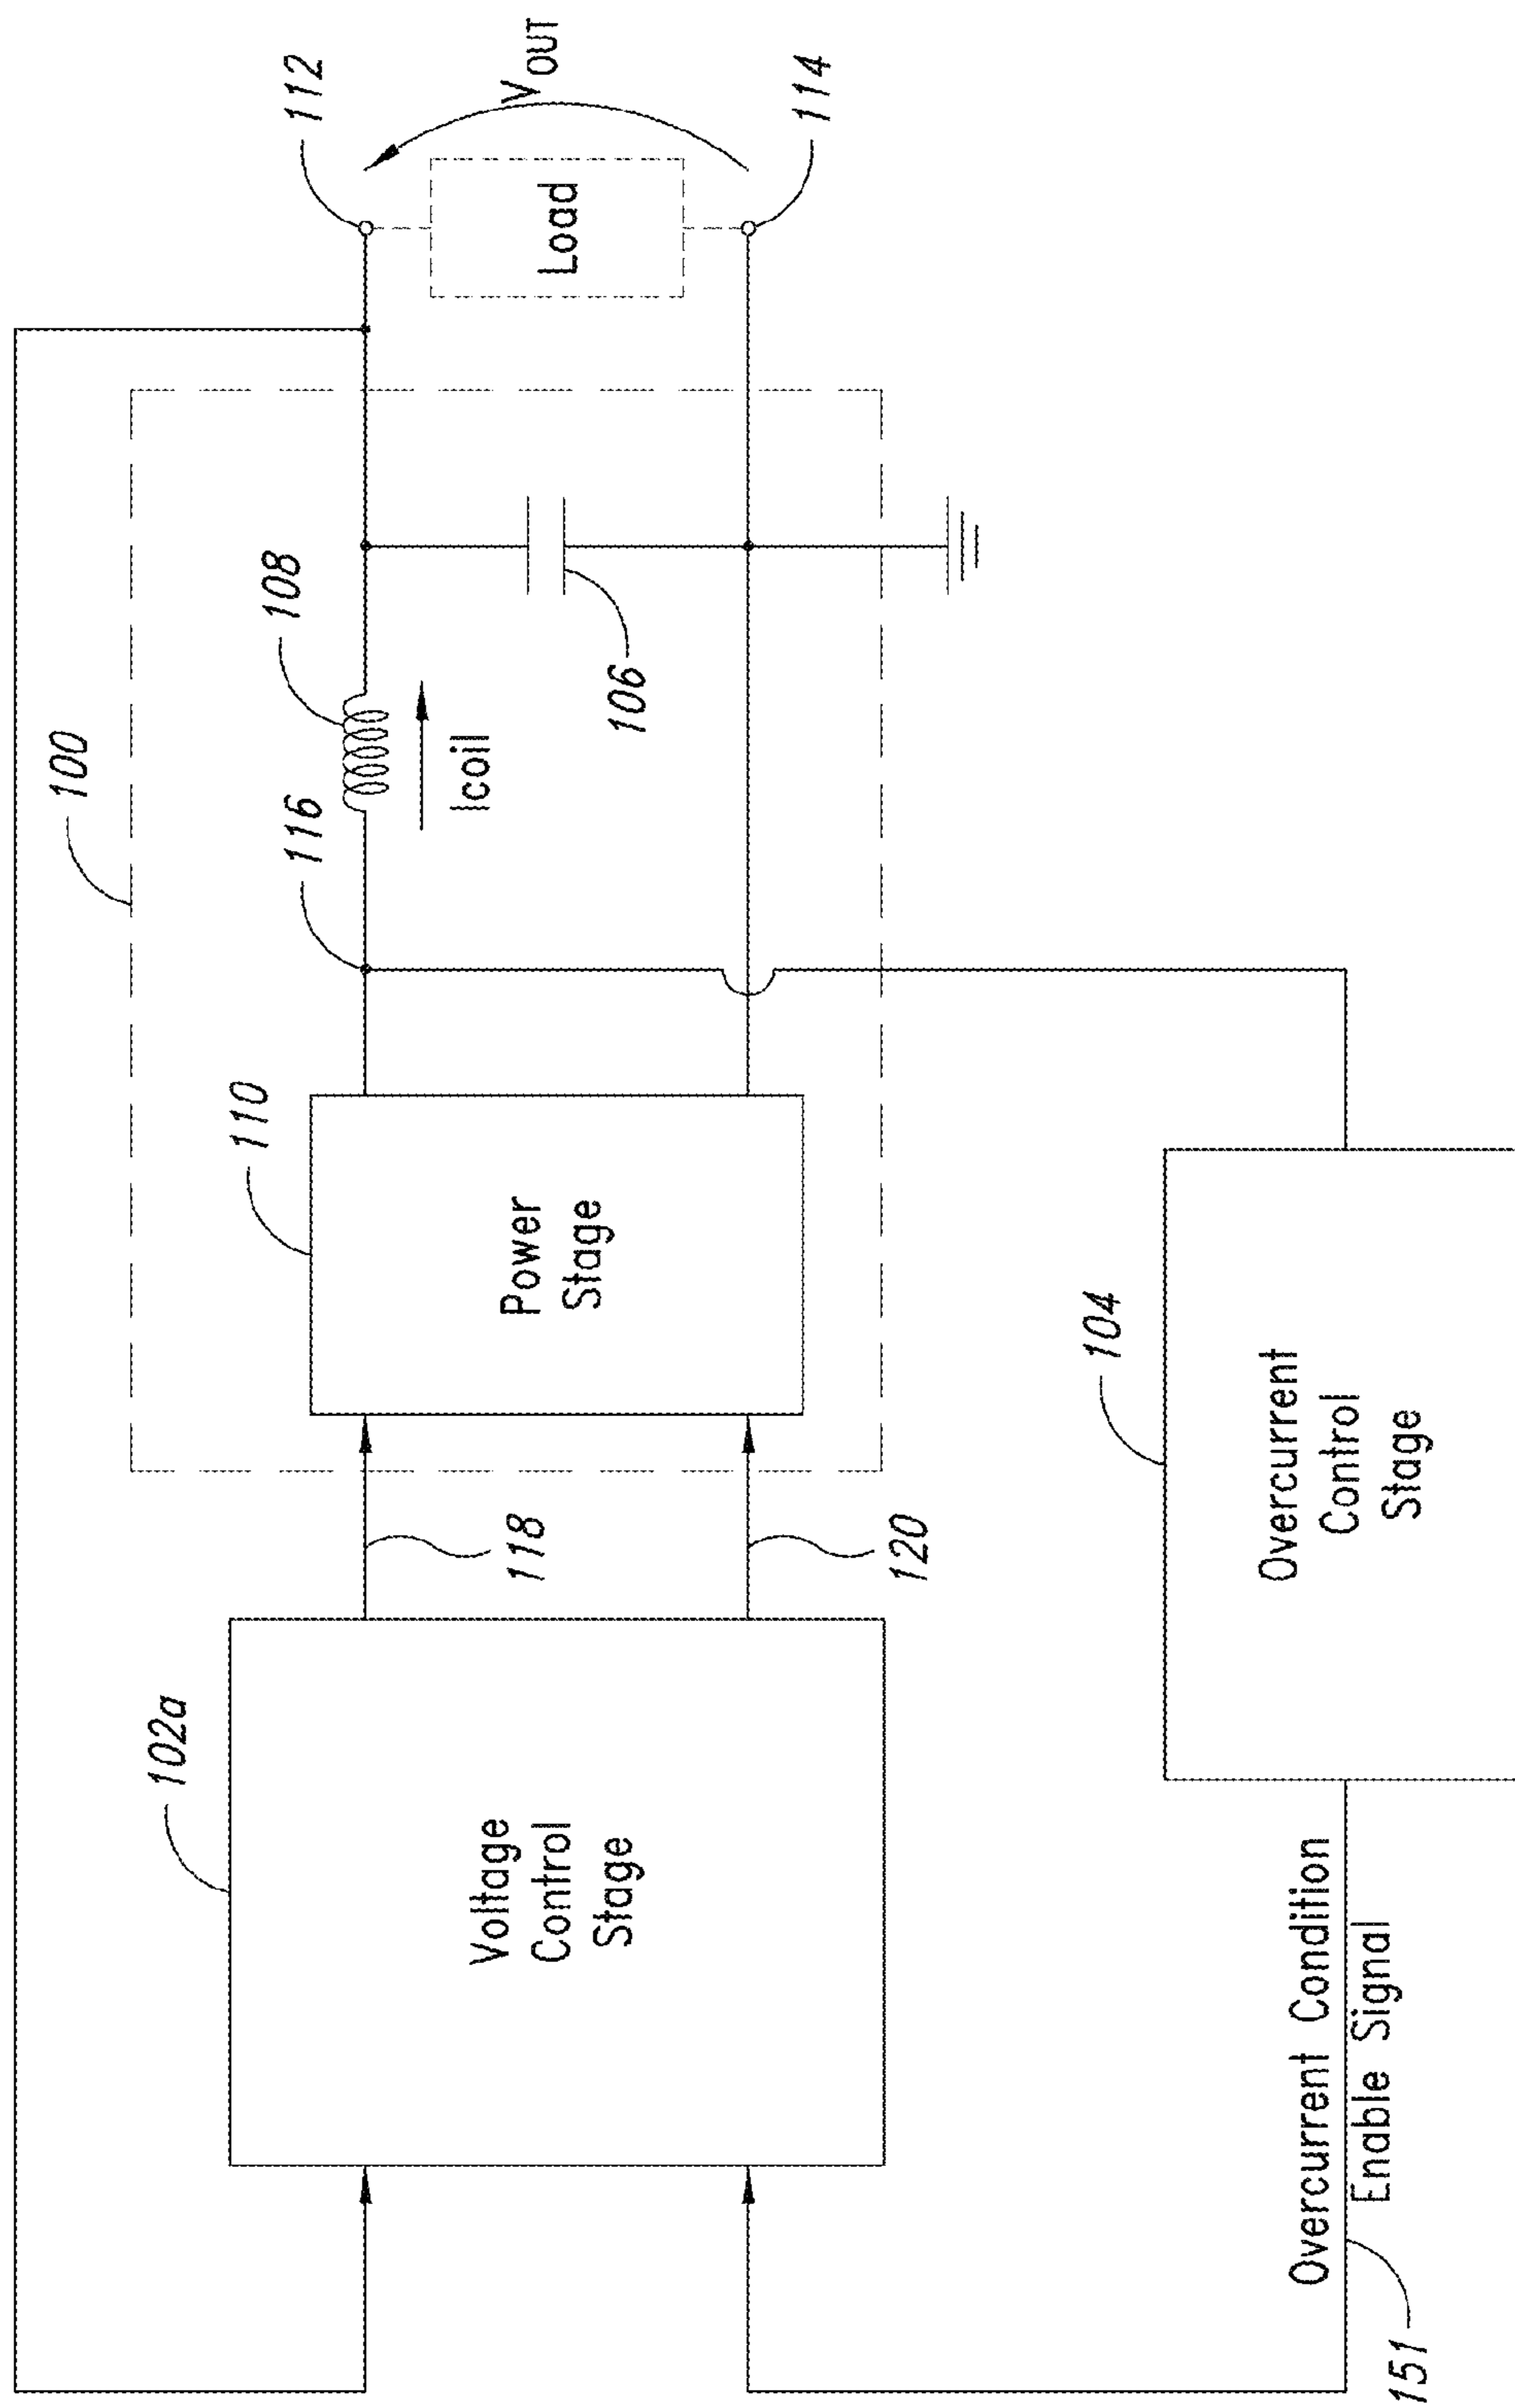 100
112
V OUT
Load
114
108
116
Icoil
106
110
Power
Stage
118
120
102a
Voltage
Control
Stage
104
Overcurrent
Control
Stage
Overcurrent Condition
Enable Signal
151